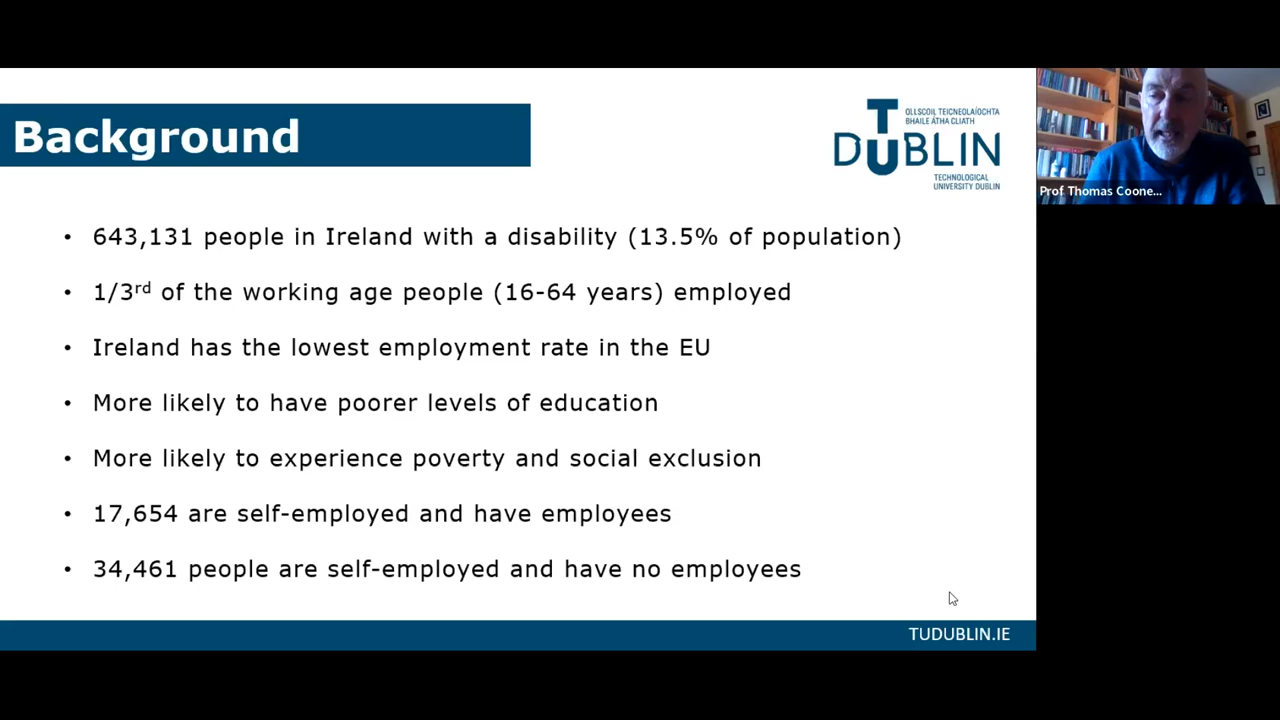 Background
OLLSCOIL TEICNEOLAÍOCHTA
BHAILE ÁTHA CLIATH
TU DUBLIN
TECHNOLOGICAL
UNIVERSITY DUBLIN
Prof Thomas Coone...
• 643,131 people in Ireland with a disability (13.5% of population)
• 1/3rd of the working age people (16-64 years) employed
• Ireland has the lowest employment rate in the EU
• More likely to have poorer levels of education
• More likely to experience poverty and social exclusion
• 17,654 are self-employed and have employees
• 34,461 people are self-employed and have no employees
TUDUBLIN.IE